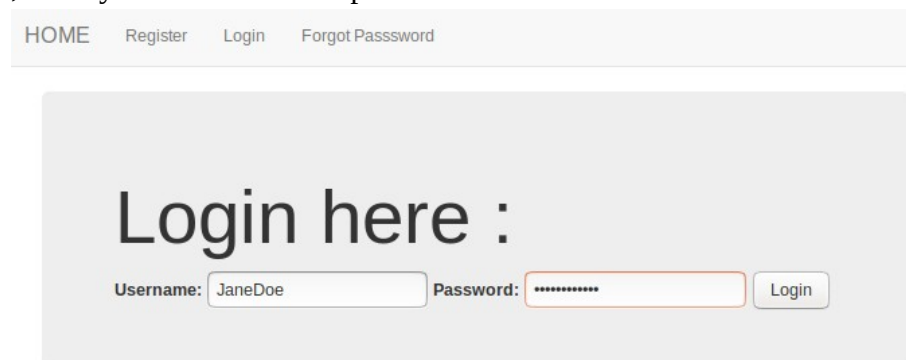 HOME Register Login Forgot Passsword
Login here :
Username: JaneDoe Password: •••••••••••• Login